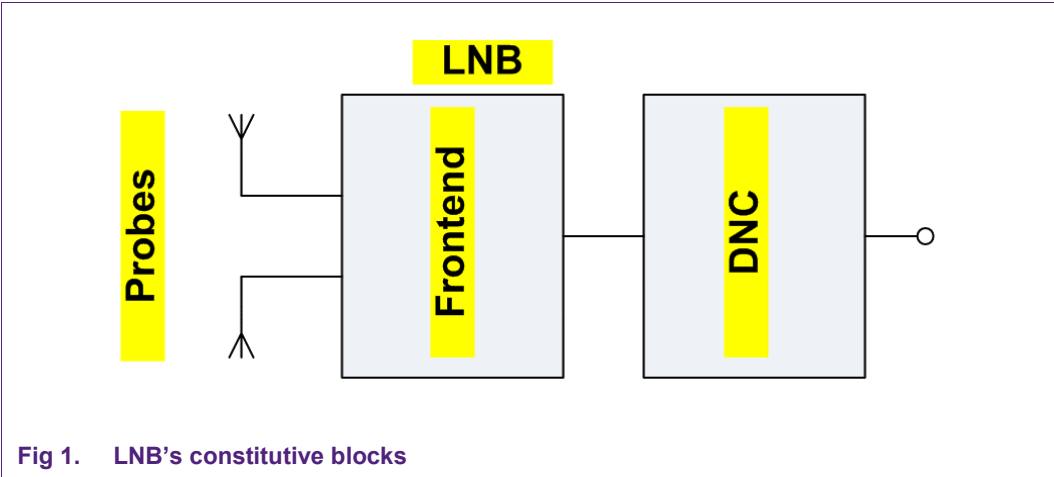 LNB
Probes
Frontend
DNC
Fig 1. LNB's constitutive blocks